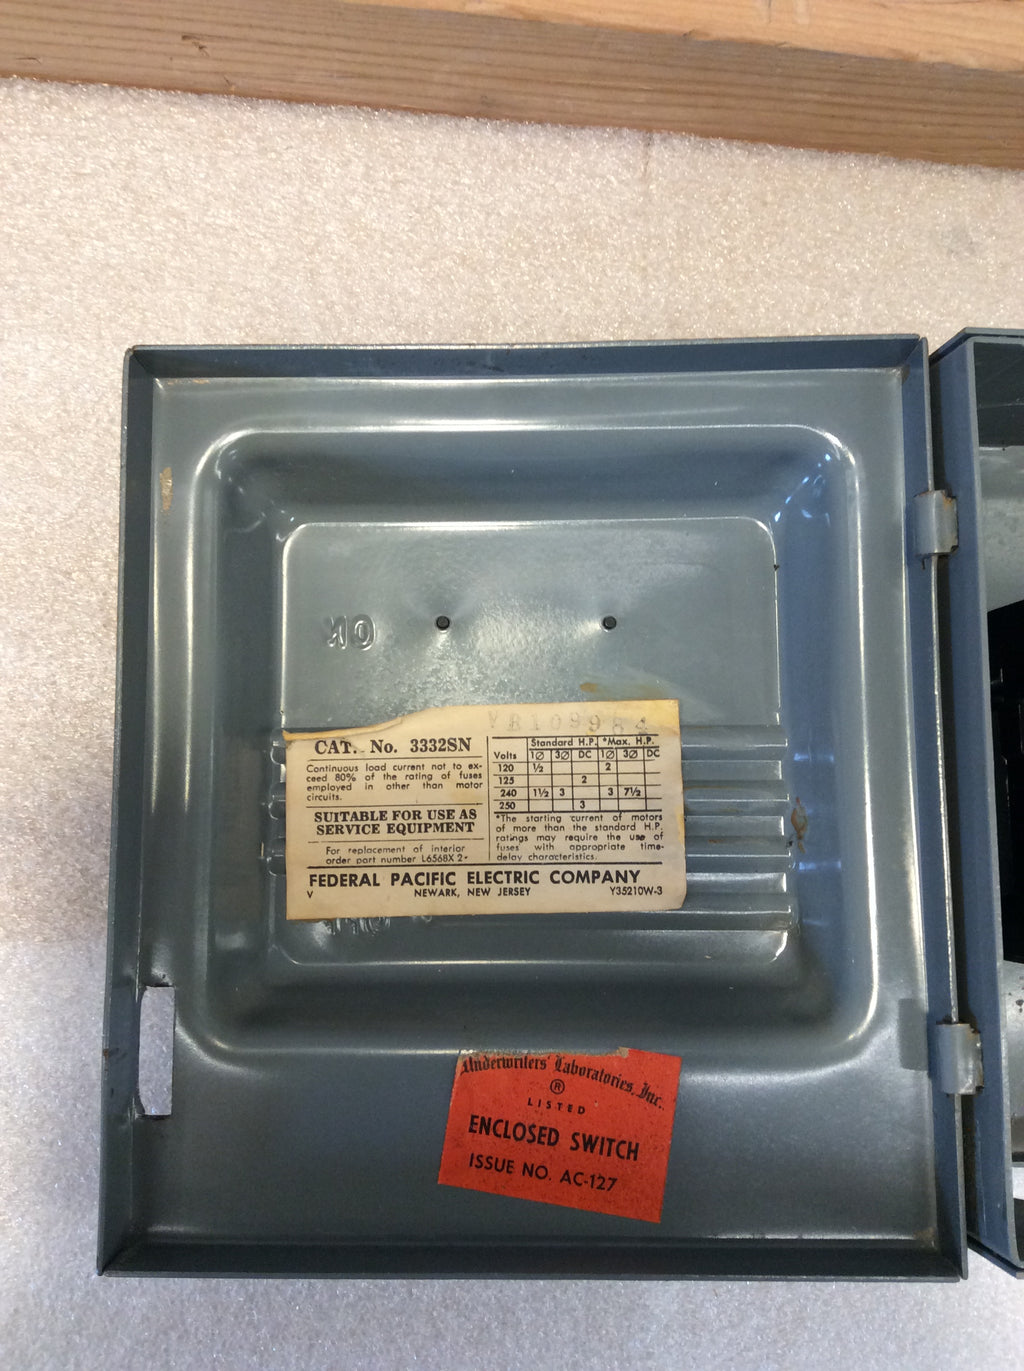 OK
VB109984
CAT. No. 3332SN
Continuous load current not to ex-
ceed 80% of the rating of fuses
employed in other than motor
circuits.
SUITABLE FOR USE AS
SERVICE EQUIPMENT
For replacement of interior
order part number L6568X 2-
Standard H.P. *Max. H.P.
Volts 1Ø 3Ø DC 1Ø 3Ø DC
120 ½ 2
125 2
240 1½ 3 3 7½
250 3
*The starting current of motors
of more than the standard H.P.
ratings may require the use of
fuses with appropriate time-
delay characteristics.
FEDERAL PACIFIC ELECTRIC COMPANY
V NEWARK, NEW JERSEY Y35210W-3
Underwriters' Laboratories, Inc.
®
LISTED
ENCLOSED SWITCH
ISSUE NO. AC-127